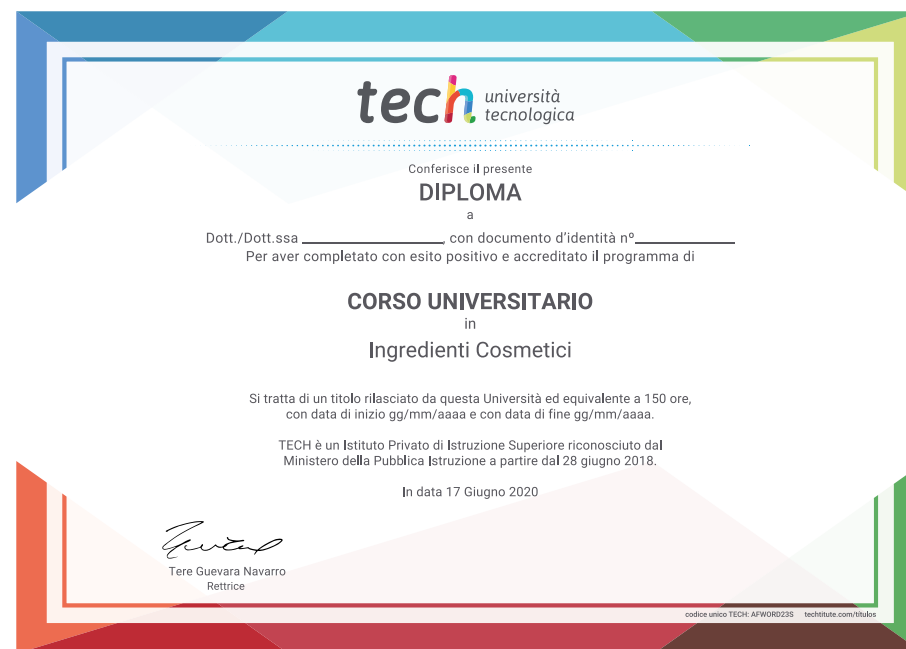 tech università
tecnologica
Conferisce il presente
DIPLOMA
a
Dott./Dott.ssa ____________, con documento d'identità nº____________
Per aver completato con esito positivo e accreditato il programma di
CORSO UNIVERSITARIO
in
Ingredienti Cosmetici
Si tratta di un titolo rilasciato da questa Università ed equivalente a 150 ore,
con data di inizio gg/mm/aaaa e con data di fine gg/mm/aaaa.
TECH è un Istituto Privato di Istruzione Superiore riconosciuto dal
Ministero della Pubblica Istruzione a partire dal 28 giugno 2018.
In data 17 Giugno 2020
Tere Guevara Navarro
Rettrice
codice unico TECH: AFWORD23S techtitute.com/titulos